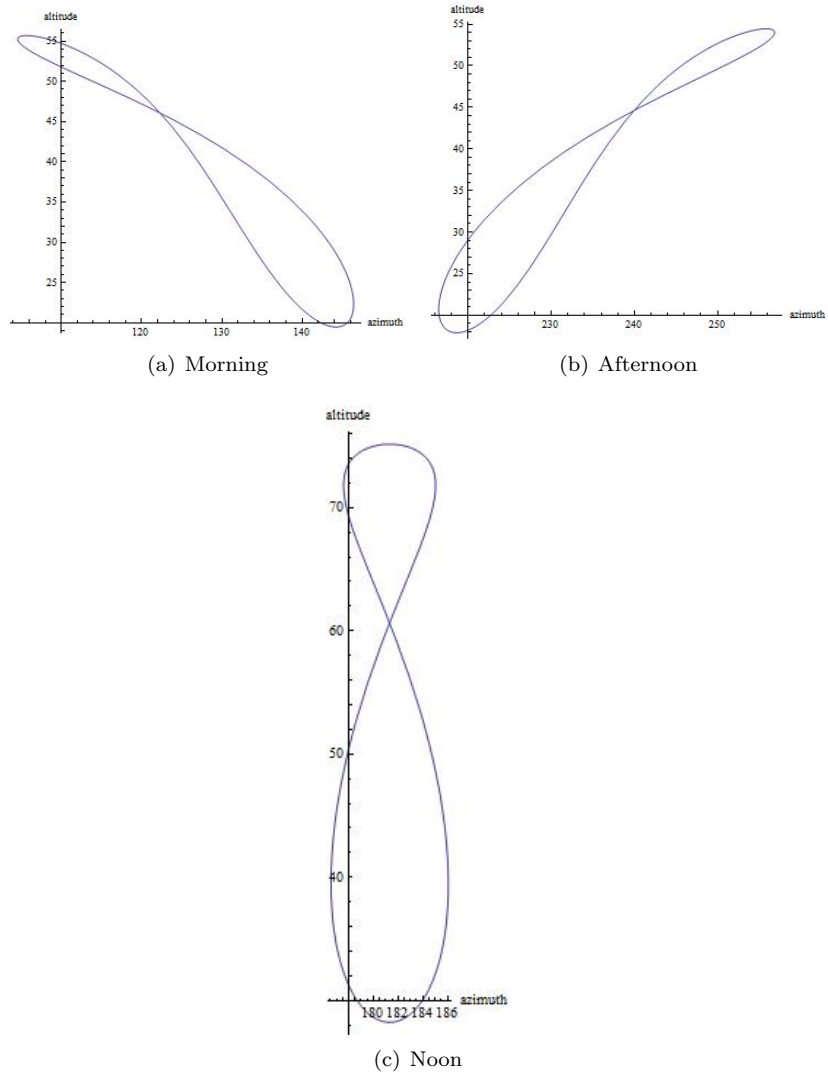 altitude
55
50
45
40
35
30
25
120 130 140 azimuth
(a) Morning
altitude
55
50
45
40
35
30
25
230 240 250 azimuth
(b) Afternoon
altitude
70
60
50
40
180 182 184 186 azimuth
(c) Noon